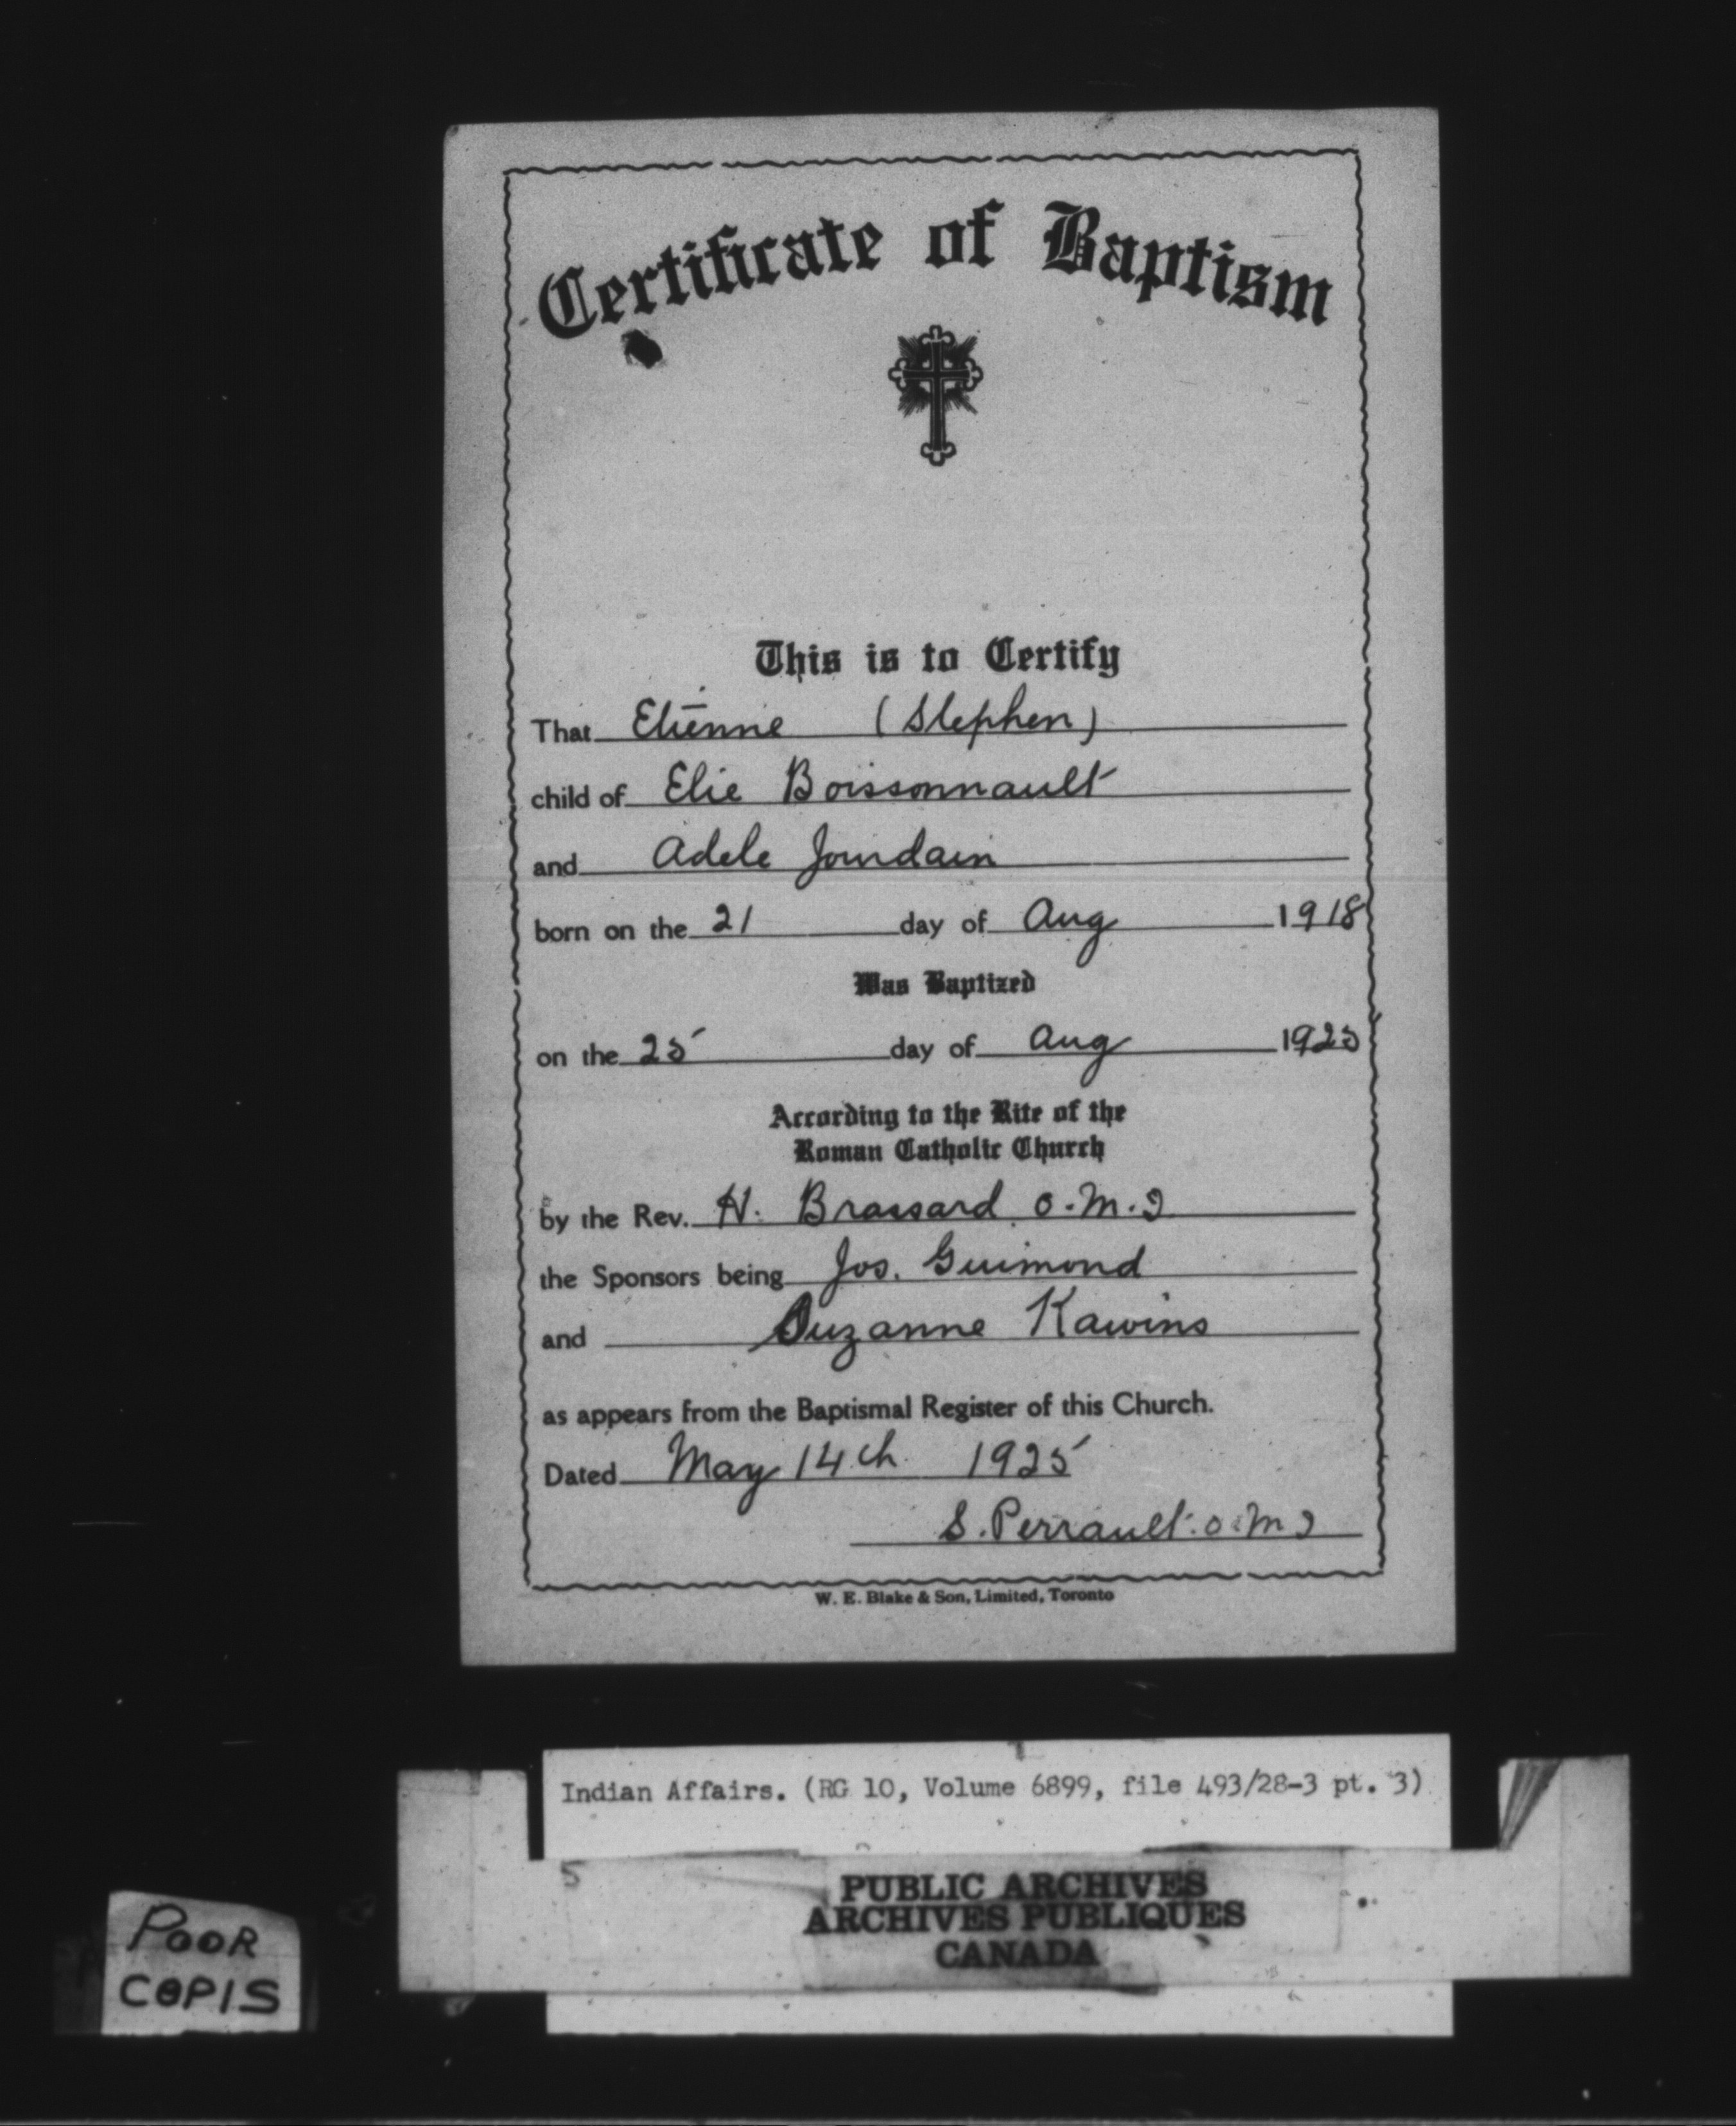 Certificate of Baptism
This is to Certify
That Etienne (Stephen)
child of Elie Boissonnault
and Adele Jourdain
born on the 21 day of Aug 1918
Was Baptized
on the 25 day of Aug 1923
According to the Rite of the
Roman Catholic Church
by the Rev. H. Brassard O.M.I
the Sponsors being Jos. Guimond
and Suzanne Kawins
as appears from the Baptismal Register of this Church.
Dated May 14th 1925
S. Perrault O.M.I
W. E. Blake & Son, Limited, Toronto
Indian Affairs. (RG 10, Volume 6899, file 493/28-3 pt. 3)
5
PUBLIC ARCHIVES
ARCHIVES PUBLIQUES
CANADA
POOR
COPIS